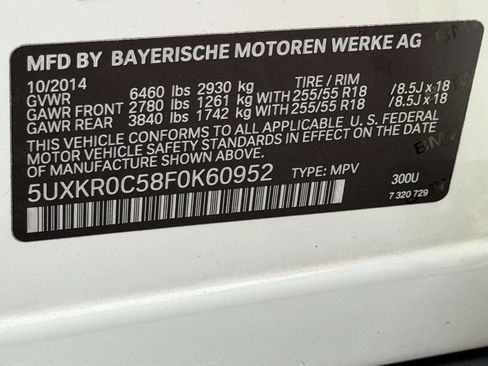 MFD BY BAYERISCHE MOTOREN WERKE AG
10/2014 TIRE / RIM
GVWR 6460 lbs 2930 kg
GAWR FRONT 2780 lbs 1261 kg WITH 255/55 R18 /8.5J x 18
GAWR REAR 3840 lbs 1742 kg WITH 255/55 R18 /8.5J x 18
THIS VEHICLE CONFORMS TO ALL APPLICABLE U.S. FEDERAL
MOTOR VEHICLE SAFETY STANDARDS IN EFFECT ON THE DATE
OF MANUFACTURE.
5UXKR0C58F0K60952 TYPE: MPV 300U
7 320 729